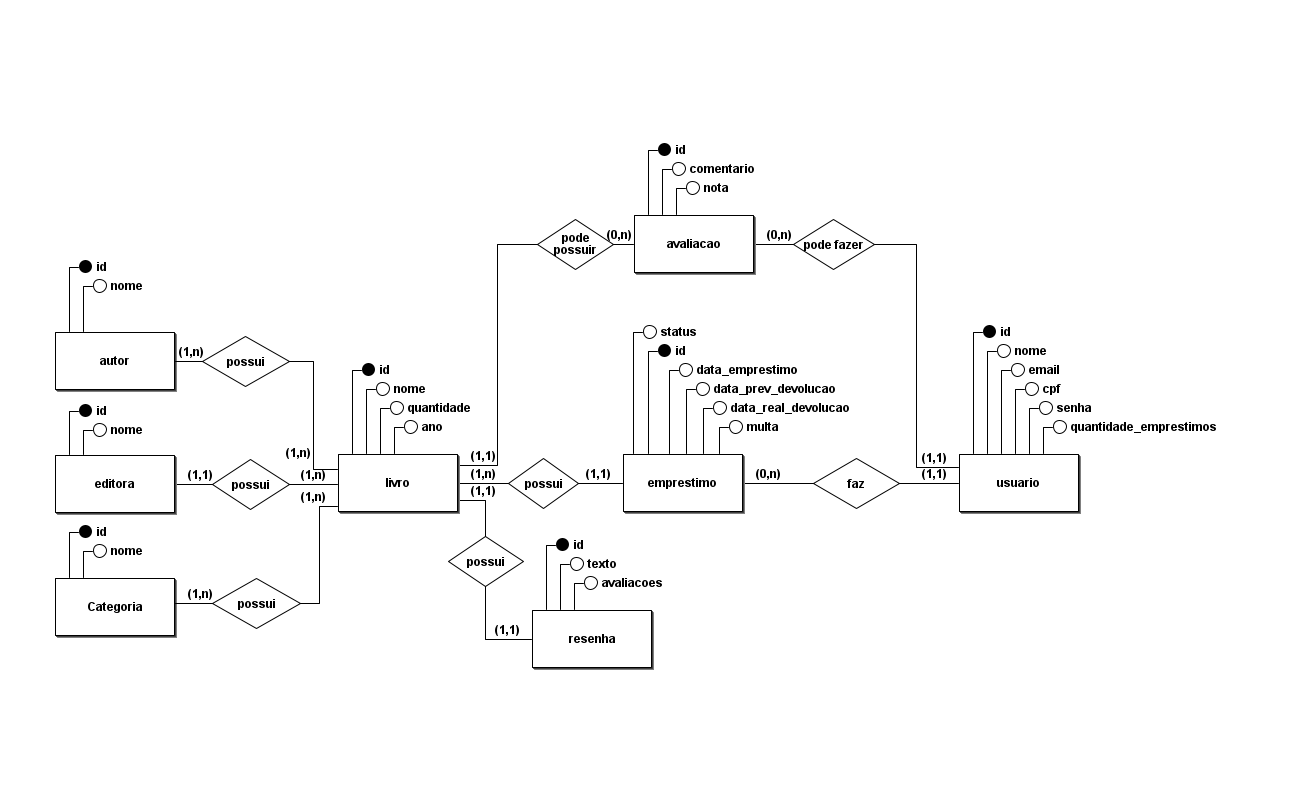 id
comentario
nota
pode
possuir
(0,n)
avaliacao
(0,n)
pode fazer
id
nome
autor
(1,n)
possui
(1,n)
id
nome
editora
(1,1)
possui
(1,n)
id
nome
Categoria
(1,n)
possui
(1,n)
id
nome
quantidade
ano
livro
(1,1)
(1,n)
(1,1)
possui
(1,1)
status
id
data_emprestimo
data_prev_devolucao
data_real_devolucao
multa
emprestimo
(0,n)
faz
(1,1)
(1,1)
id
nome
email
cpf
senha
quantidade_emprestimos
usuario
possui
(1,1)
id
texto
avaliacoes
resenha